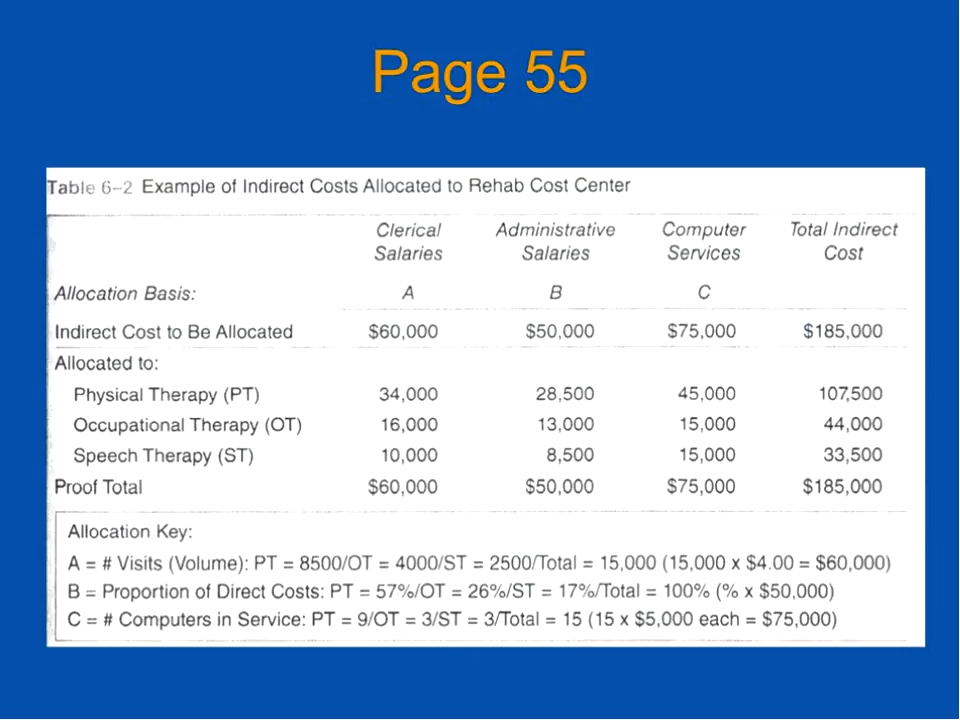 Page 55
Table 6–2 Example of Indirect Costs Allocated to Rehab Cost Center
Clerical Salaries Administrative Salaries Computer Services Total Indirect Cost
Allocation Basis: A B C
Indirect Cost to Be Allocated $60,000 $50,000 $75,000 $185,000
Allocated to:
Physical Therapy (PT) 34,000 28,500 45,000 107,500
Occupational Therapy (OT) 16,000 13,000 15,000 44,000
Speech Therapy (ST) 10,000 8,500 15,000 33,500
Proof Total $60,000 $50,000 $75,000 $185,000
Allocation Key:
A = # Visits (Volume): PT = 8500/OT = 4000/ST = 2500/Total = 15,000 (15,000 x $4.00 = $60,000)
B = Proportion of Direct Costs: PT = 57%/OT = 26%/ST = 17%/Total = 100% (% x $50,000)
C = # Computers in Service: PT = 9/OT = 3/ST = 3/Total = 15 (15 x $5,000 each = $75,000)